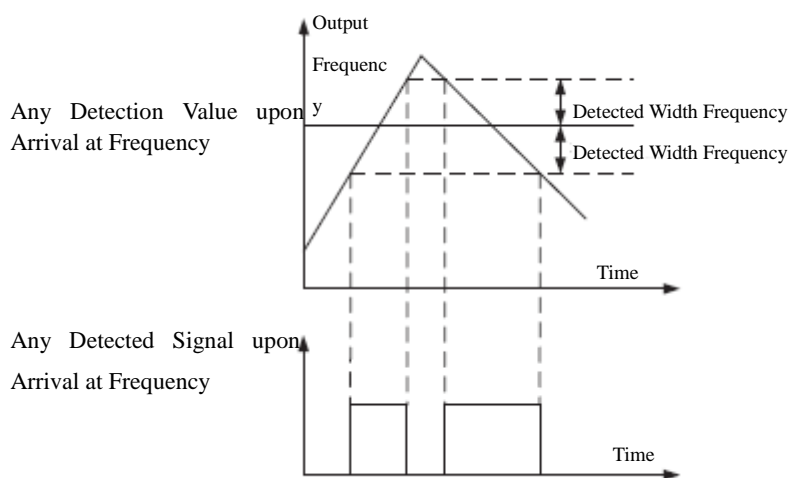 Output
Frequenc
y
Any Detection Value upon
Arrival at Frequency
Detected Width Frequency
Detected Width Frequency
Time
Any Detected Signal upon
Arrival at Frequency
Time